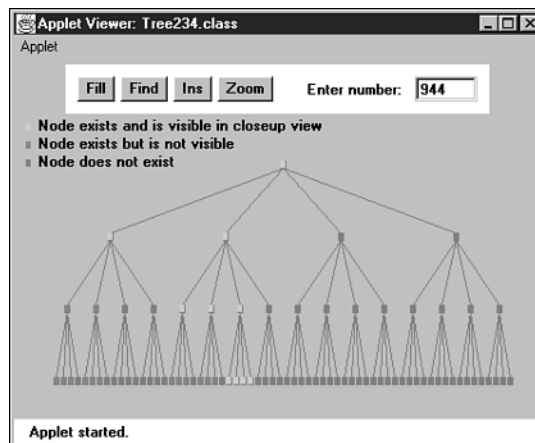 Applet Viewer: Tree234.class
Applet
Fill Find Ins Zoom Enter number: 944
Node exists and is visible in closeup view
Node exists but is not visible
Node does not exist
Applet started.